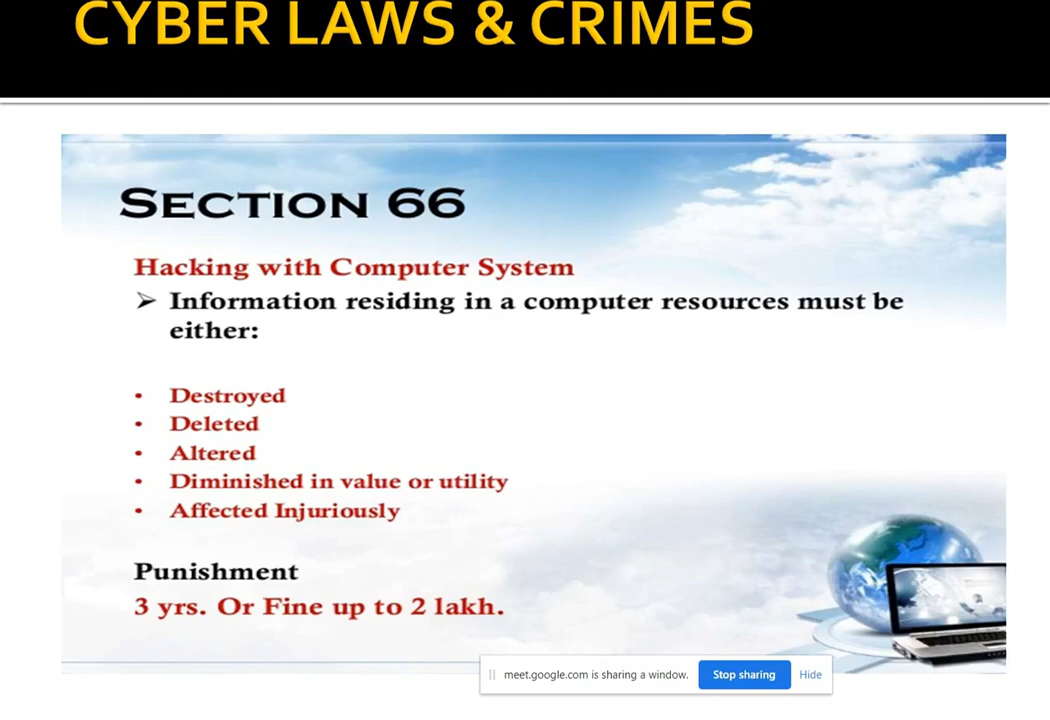 CYBER LAWS & CRIMES
SECTION 66
Hacking with Computer System
➢ Information residing in a computer resources must be
either:
• Destroyed
• Deleted
• Altered
• Diminished in value or utility
• Affected Injuriously
Punishment
3 yrs. Or Fine up to 2 lakh.
meet.google.com is sharing a window. Stop sharing Hide